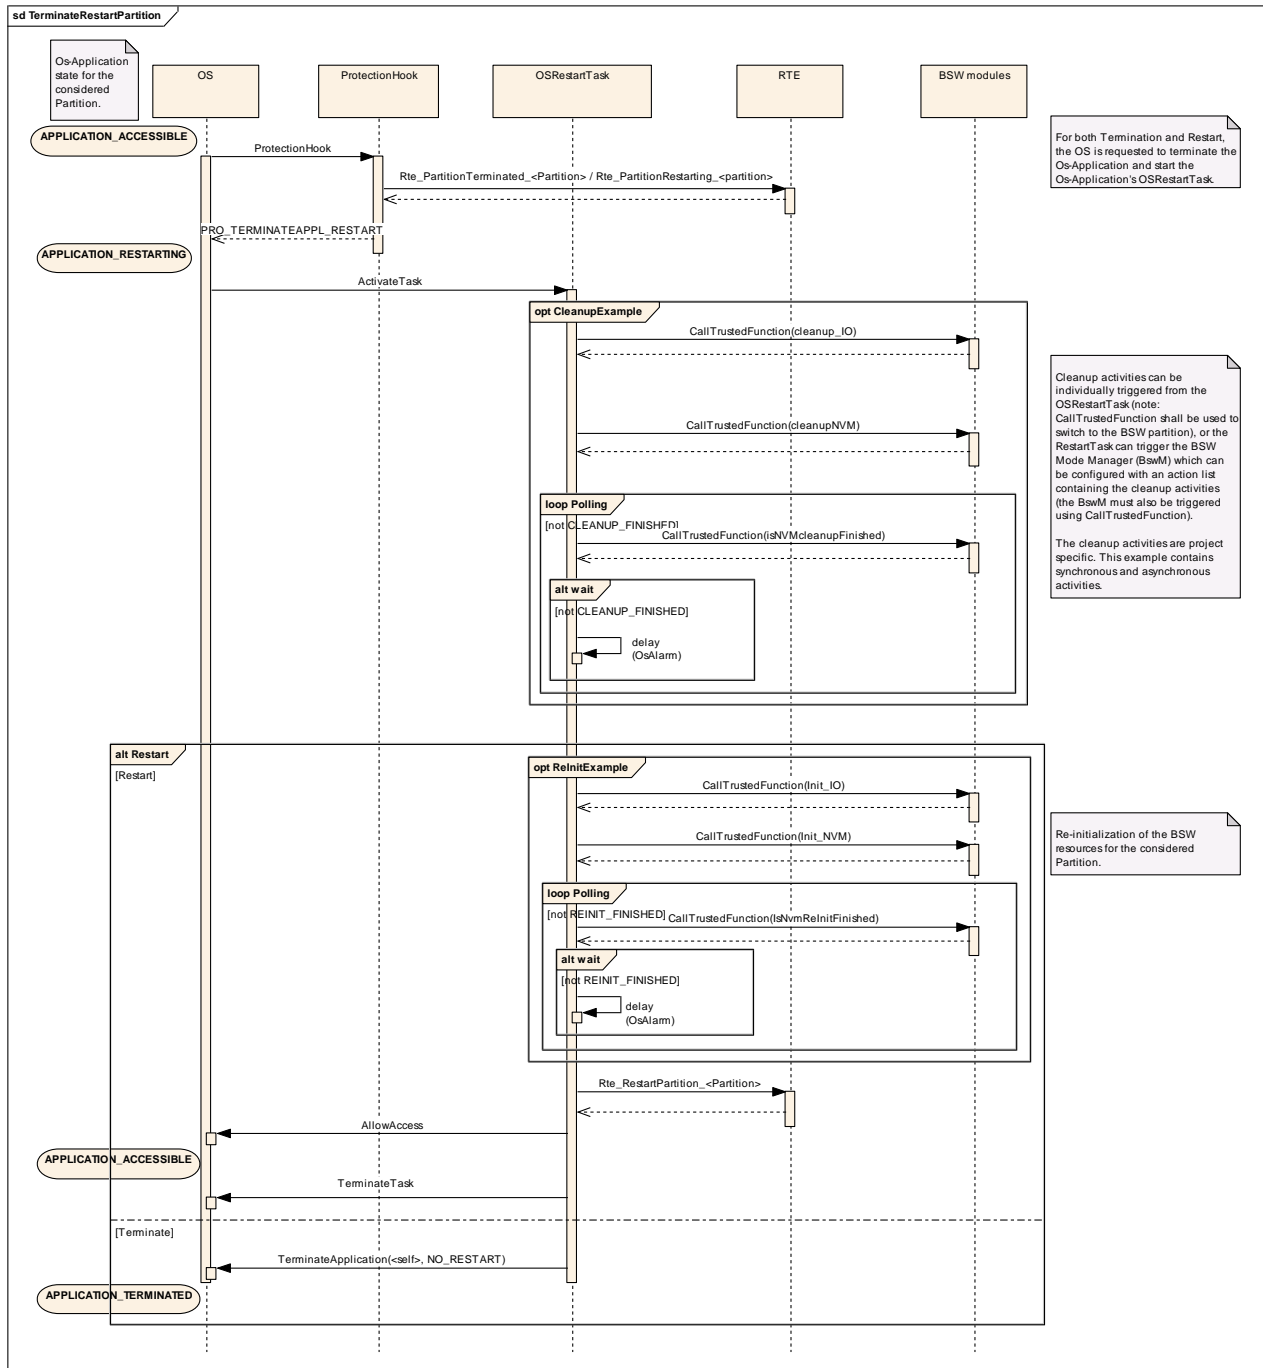 sd TerminateRestartPartition
Os-Application
state for the
considered
Partition.
OS
ProtectionHook
OSRestartTask
RTE
BSW modules
APPLICATION_ACCESSIBLE
For both Termination and Restart,
the OS is requested to terminate the
Os-Application and start the
Os-Application's OSRestartTask.
ProtectionHook
Rte_PartitionTerminated_<Partition> / Rte_PartitionRestarting_<partition>
PRO_TERMINATEAPPL_RESTART
APPLICATION_RESTARTING
ActivateTask
opt CleanupExample
CallTrustedFunction(cleanup_IO)
CallTrustedFunction(cleanupNVM)
Cleanup activities can be
individually triggered from the
OSRestartTask (note:
CallTrustedFunction shall be used to
switch to the BSW partition), or the
RestartTask can trigger the BSW
Mode Manager (BswM) which can
be configured with an action list
containing the cleanup activities
(the BswM must also be triggered
using CallTrustedFunction).
The cleanup activities are project
specific. This example contains
synchronous and asynchronous
activities.
loop Polling
[not CLEANUP_FINISHED]
CallTrustedFunction(isNVMcleanupFinished)
alt wait
[not CLEANUP_FINISHED]
delay
(OsAlarm)
alt Restart
[Restart]
opt ReInitExample
CallTrustedFunction(Init_IO)
CallTrustedFunction(Init_NVM)
Re-initialization of the BSW
resources for the considered
Partition.
loop Polling
[not REINIT_FINISHED]
CallTrustedFunction(IsNvmReInitFinished)
alt wait
[not REINIT_FINISHED]
delay
(OsAlarm)
Rte_RestartPartition_<Partition>
AllowAccess
APPLICATION_ACCESSIBLE
TerminateTask
[Terminate]
TerminateApplication(<self>, NO_RESTART)
APPLICATION_TERMINATED